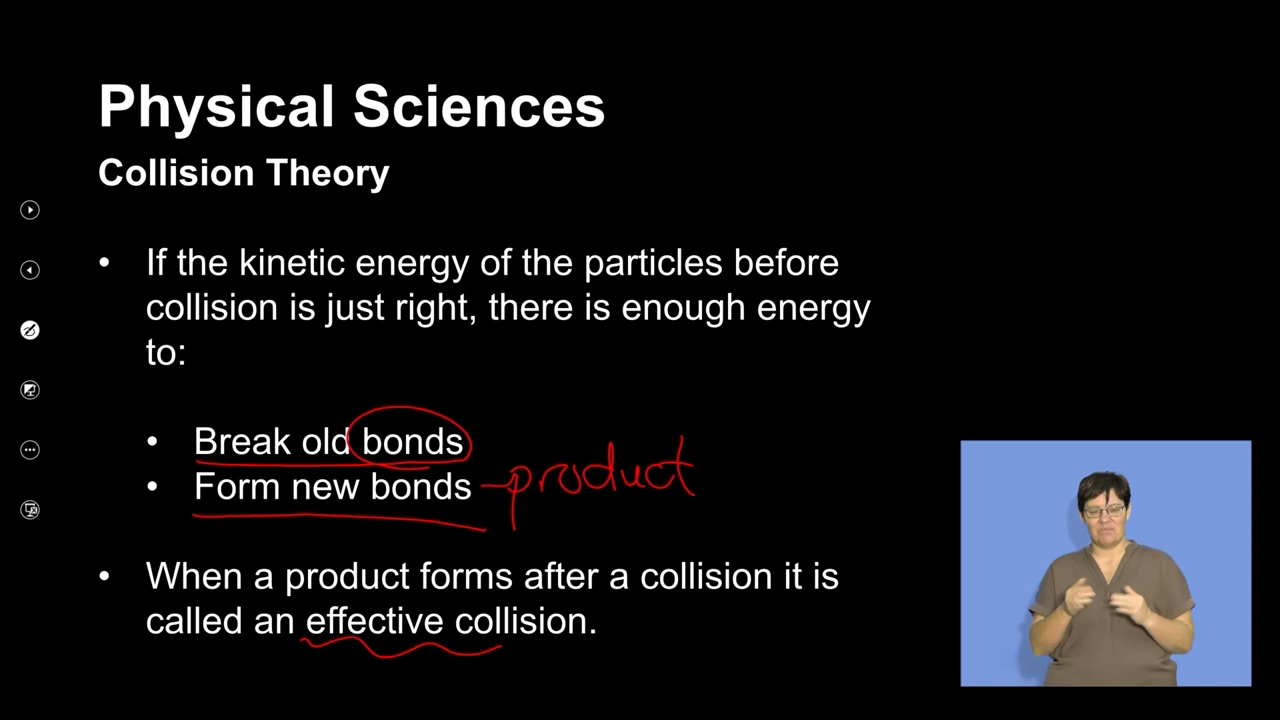 Physical Sciences
Collision Theory
• If the kinetic energy of the particles before
collision is just right, there is enough energy
to:
• Break old bonds
• Form new bonds - product
• When a product forms after a collision it is
called an effective collision.